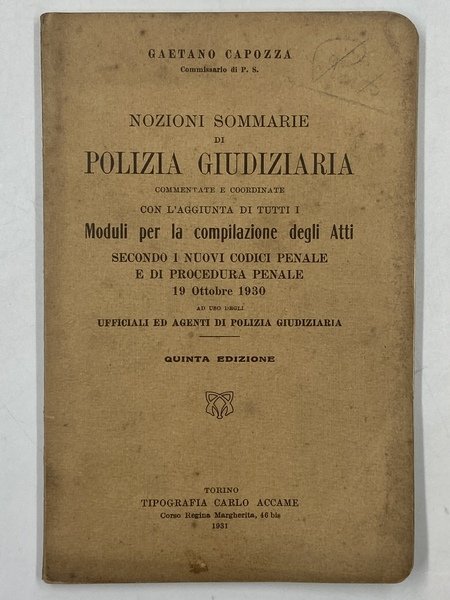 GAETANO CAPOZZA
Commissario di P. S.
NOZIONI SOMMARIE
DI
POLIZIA GIUDIZIARIA
COMMENTATE E COORDINATE
CON L'AGGIUNTA DI TUTTI I
Moduli per la compilazione degli Atti
SECONDO I NUOVI CODICI PENALE
E DI PROCEDURA PENALE
19 Ottobre 1930
AD USO DEGLI
UFFICIALI ED AGENTI DI POLIZIA GIUDIZIARIA
QUINTA EDIZIONE
TORINO
TIPOGRAFIA CARLO ACCAME
Corso Regina Margherita, 46 bis
1931